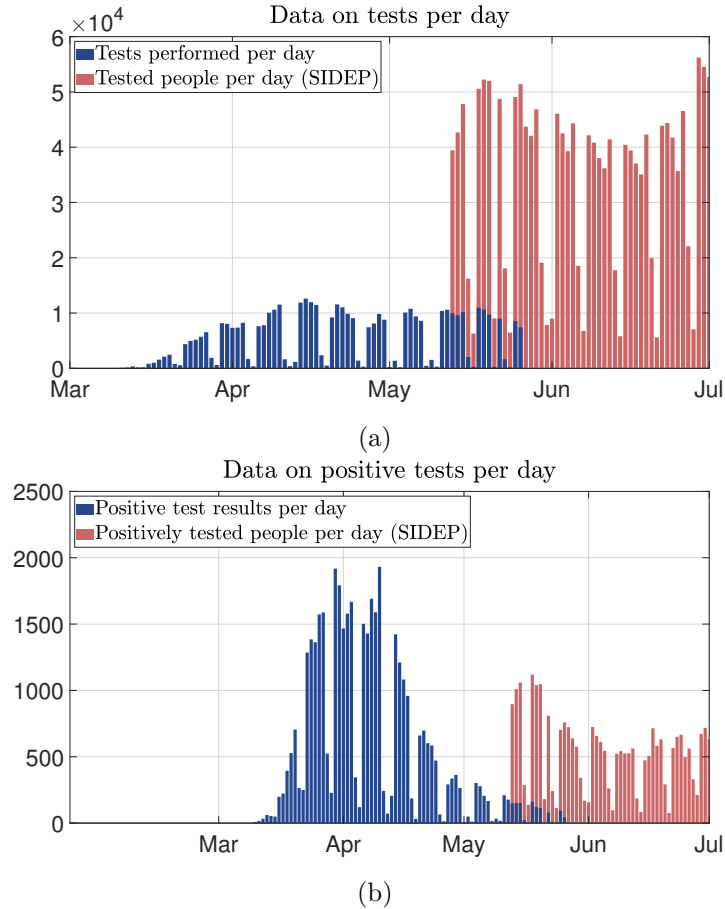 Data on tests per day
×10⁴
6
Tests performed per day
Tested people per day (SIDEP)
5
4
3
2
1
0
Mar Apr May Jun Jul
(a)
Data on positive tests per day
2500
Positive test results per day
Positively tested people per day (SIDEP)
2000
1500
1000
500
0
Mar Apr May Jun Jul
(b)